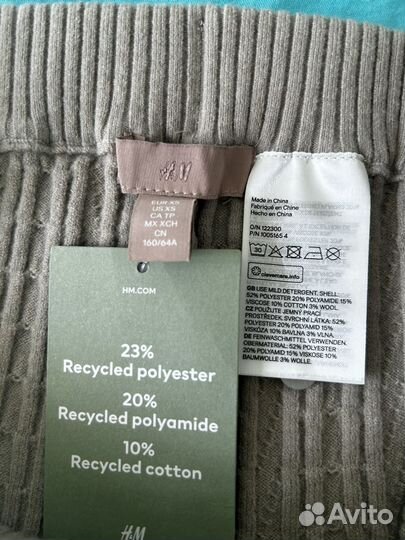 H&M
EUR XS
US XS
CA TP
MX XCH
CN
160/64A
Made in China
Fabriqué en Chine
Hecho en China
O/N 122300
P/N 1005165 4
30
clevercare.info
GB USE MILD DETERGENT. SHELL:
52% POLYESTER 20% POLYAMIDE 15%
VISCOSE 10% COTTON 3% WOOL
CZ POUŽIJTE JEMNÝ PRACÍ
PROSTŘEDEK. SVRCHNÍ LÁTKA: 52%
POLYESTER 20% POLYAMID 15%
VISKÓZA 10% BAVLNA 3% VLNA.
DE FEINWASCHMITTEL VERWENDEN.
OBERMATERIAL: 52% POLYESTER
20% POLYAMID 15% VISKOSE 10%
BAUMWOLLE 3% WOLLE.
HM.COM
23%
Recycled polyester
20%
Recycled polyamide
10%
Recycled cotton
H&M
Avito